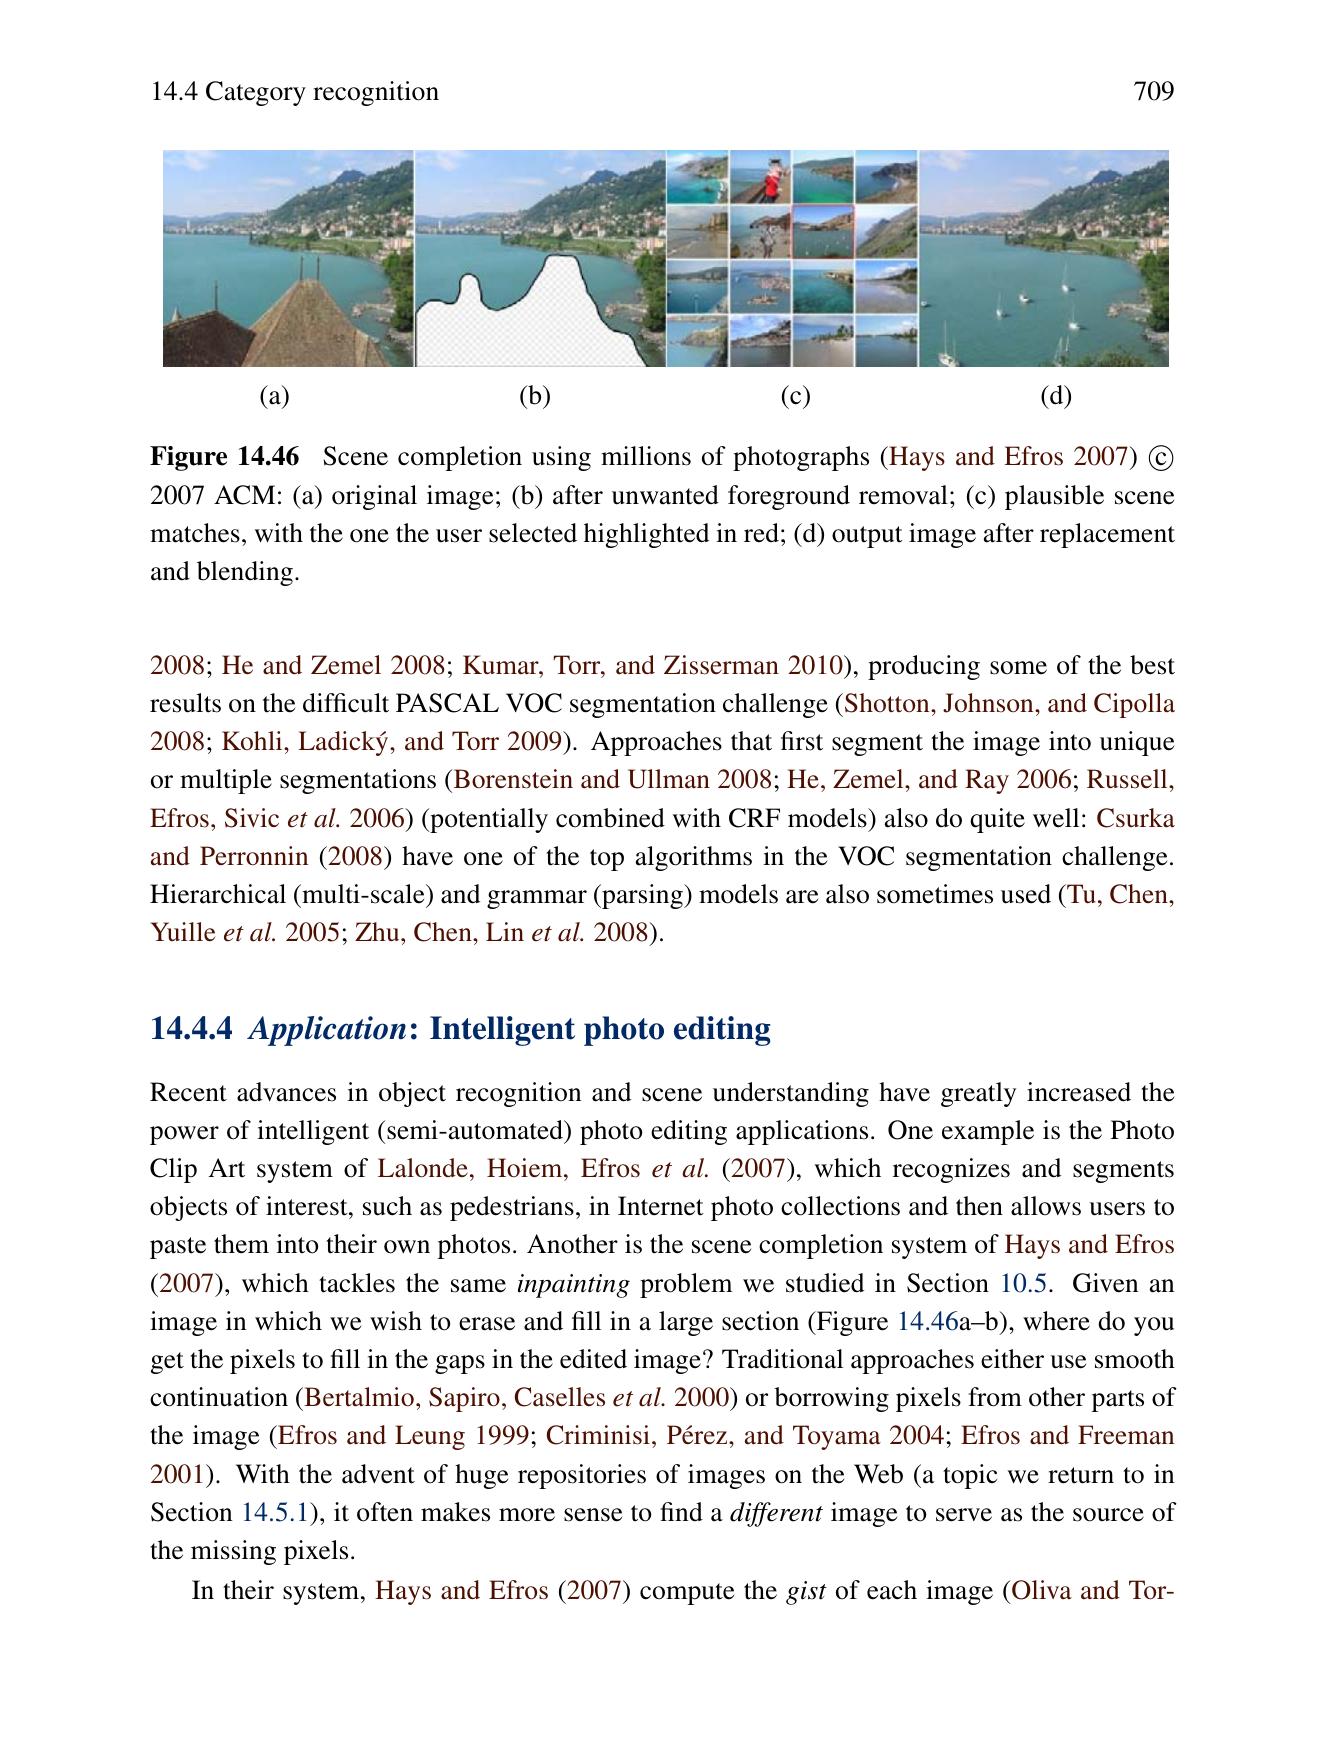 14.4 Category recognition 709
(a) (b) (c) (d)
Figure 14.46 Scene completion using millions of photographs (Hays and Efros 2007) ©
2007 ACM: (a) original image; (b) after unwanted foreground removal; (c) plausible scene
matches, with the one the user selected highlighted in red; (d) output image after replacement
and blending.
2008; He and Zemel 2008; Kumar, Torr, and Zisserman 2010), producing some of the best
results on the difficult PASCAL VOC segmentation challenge (Shotton, Johnson, and Cipolla
2008; Kohli, Ladický, and Torr 2009). Approaches that first segment the image into unique
or multiple segmentations (Borenstein and Ullman 2008; He, Zemel, and Ray 2006; Russell,
Efros, Sivic et al. 2006) (potentially combined with CRF models) also do quite well: Csurka
and Perronnin (2008) have one of the top algorithms in the VOC segmentation challenge.
Hierarchical (multi-scale) and grammar (parsing) models are also sometimes used (Tu, Chen,
Yuille et al. 2005; Zhu, Chen, Lin et al. 2008).
14.4.4 Application: Intelligent photo editing
Recent advances in object recognition and scene understanding have greatly increased the
power of intelligent (semi-automated) photo editing applications. One example is the Photo
Clip Art system of Lalonde, Hoiem, Efros et al. (2007), which recognizes and segments
objects of interest, such as pedestrians, in Internet photo collections and then allows users to
paste them into their own photos. Another is the scene completion system of Hays and Efros
(2007), which tackles the same inpainting problem we studied in Section 10.5. Given an
image in which we wish to erase and fill in a large section (Figure 14.46a–b), where do you
get the pixels to fill in the gaps in the edited image? Traditional approaches either use smooth
continuation (Bertalmio, Sapiro, Caselles et al. 2000) or borrowing pixels from other parts of
the image (Efros and Leung 1999; Criminisi, Pérez, and Toyama 2004; Efros and Freeman
2001). With the advent of huge repositories of images on the Web (a topic we return to in
Section 14.5.1), it often makes more sense to find a different image to serve as the source of
the missing pixels.
In their system, Hays and Efros (2007) compute the gist of each image (Oliva and Tor-